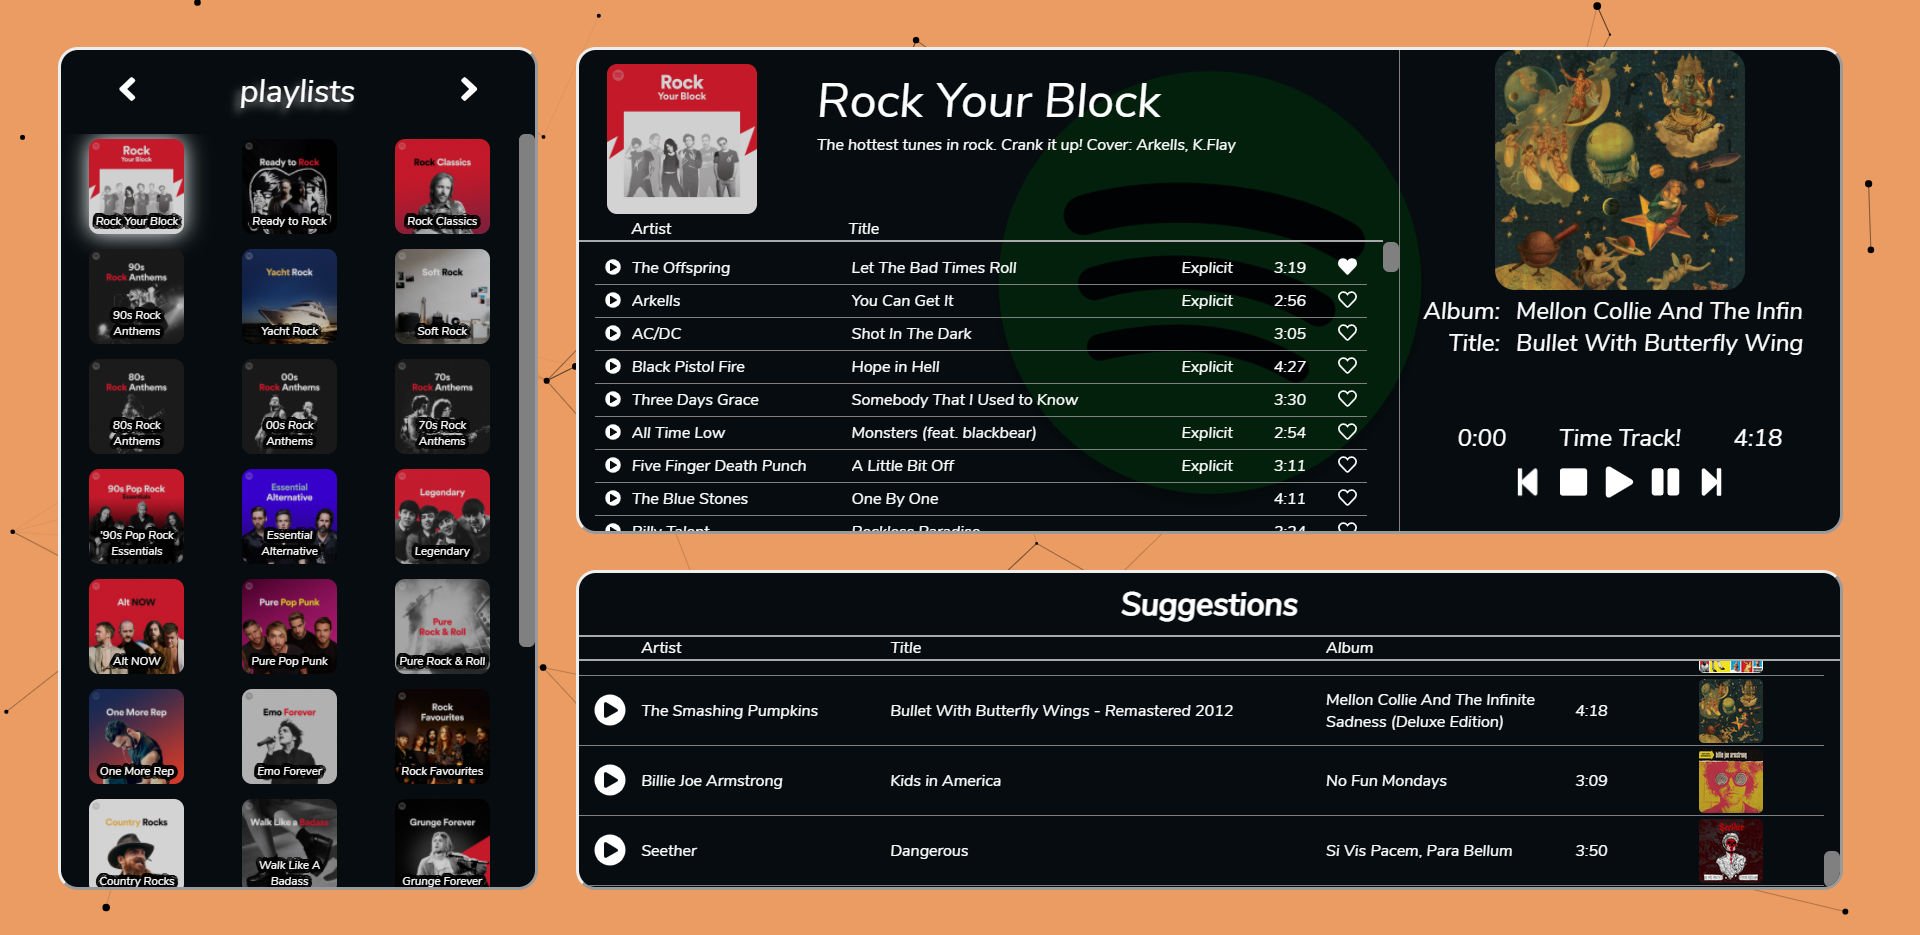 playlists
Rock
Your Block
Rock Your Block
Ready to Rock
Ready to Rock
Rock Classics
Rock Classics
90s
Rock Anthems
90s Rock
Anthems
Yacht Rock
Yacht Rock
Soft Rock
Soft Rock
80s
Rock Anthems
80s Rock
Anthems
00s
Rock Anthems
00s Rock
Anthems
70s
Rock Anthems
70s Rock
Anthems
90s Pop Rock
Essentials
'90s Pop Rock
Essentials
Essential
Alternative
Essential
Alternative
Legendary
Legendary
Alt NOW
Alt NOW
Pure Pop Punk
Pure Pop Punk
Pure
Rock & Roll
Pure Rock & Roll
One More Rep
One More Rep
Emo Forever
Emo Forever
Rock
Favourites
Rock Favourites
Country Rocks
Country Rocks
Walk Like a Badass
Walk Like A
Badass
Grunge Forever
Grunge Forever
Rock
Your Block
Rock Your Block
The hottest tunes in rock. Crank it up! Cover: Arkells, K.Flay
Artist Title
The Offspring Let The Bad Times Roll Explicit 3:19
Arkells You Can Get It Explicit 2:56
AC/DC Shot In The Dark 3:05
Black Pistol Fire Hope in Hell Explicit 4:27
Three Days Grace Somebody That I Used to Know 3:30
All Time Low Monsters (feat. blackbear) Explicit 2:54
Five Finger Death Punch A Little Bit Off Explicit 3:11
The Blue Stones One By One 4:11
Billy Talent Reckless Paradise 3:24
Album: Mellon Collie And The Infin
Title: Bullet With Butterfly Wing
0:00 Time Track! 4:18
Suggestions
Artist Title Album
The Smashing Pumpkins Bullet With Butterfly Wings - Remastered 2012 Mellon Collie And The Infinite
Sadness (Deluxe Edition) 4:18
Billie Joe Armstrong Kids in America No Fun Mondays 3:09
billie joe armstrong
Seether Dangerous Si Vis Pacem, Para Bellum 3:50
Seether